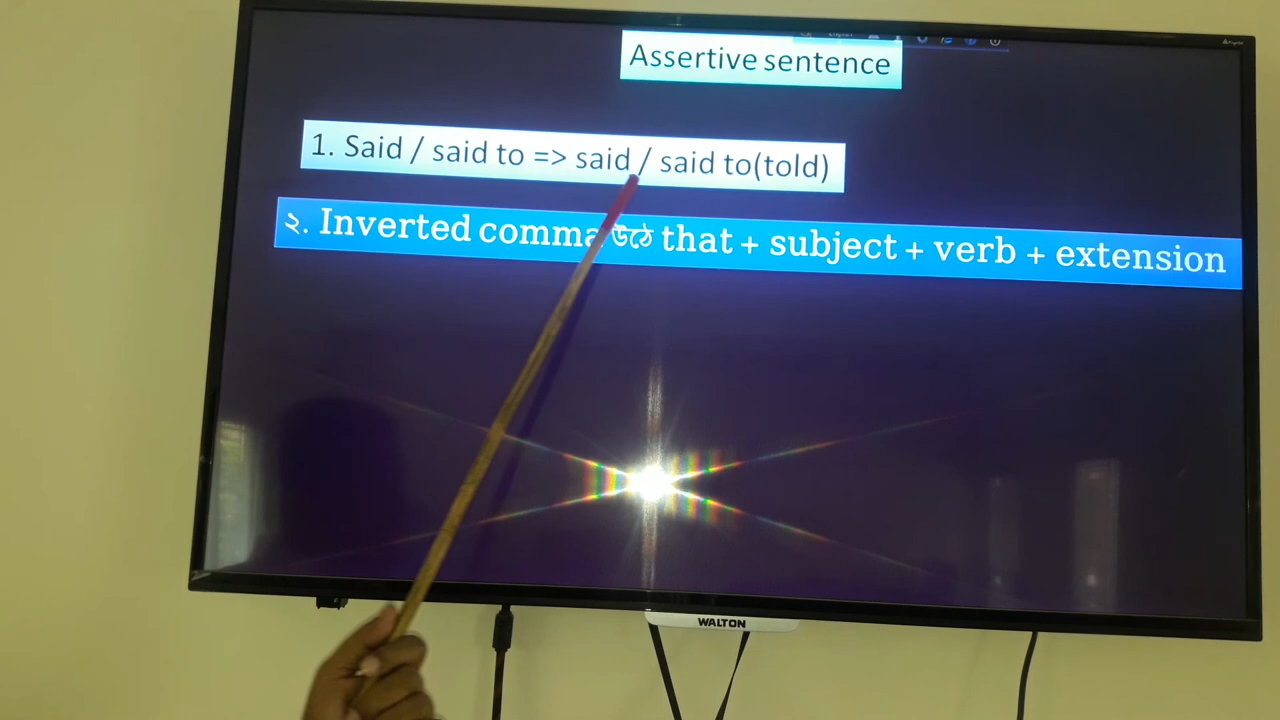 Assertive sentence
1. Said / said to => said / said to(told)
২. Inverted comma উঠে that + subject + verb + extension
WALTON